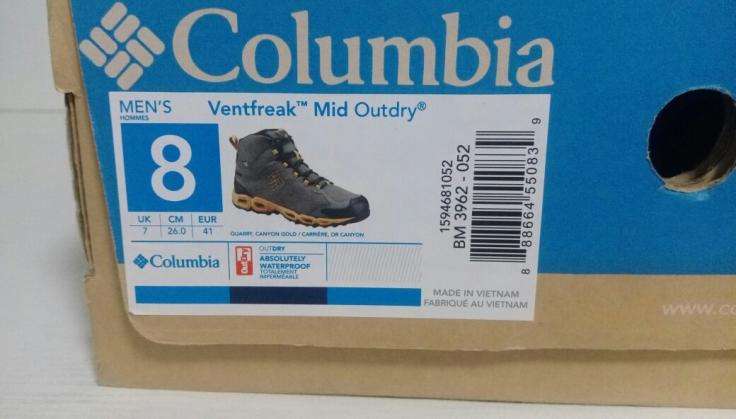 Columbia
MEN'S
HOMMES
Ventfreak™ Mid Outdry®
8
UK CM EUR
7 26.0 41
QUARRY, CANYON GOLD / CARRIÈRE, OR CANYON
Columbia
OutDry
OUTDRY
ABSOLUTELY
WATERPROOF
TOTALEMENT
IMPERMÉABLE
1594681052
BM 3962 - 052
8 88664 55083 9
MADE IN VIETNAM
FABRIQUÉ AU VIETNAM